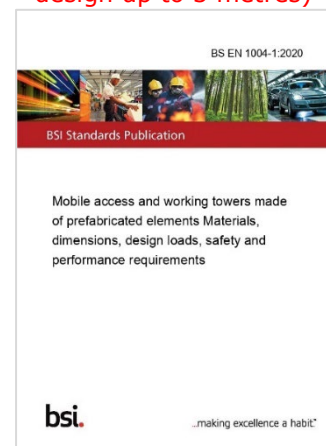 design up to 5 metres)
BS EN 1004-1:2020
BSI Standards Publication
Mobile access and working towers made
of prefabricated elements Materials,
dimensions, design loads, safety and
performance requirements
bsi.
...making excellence a habit.™